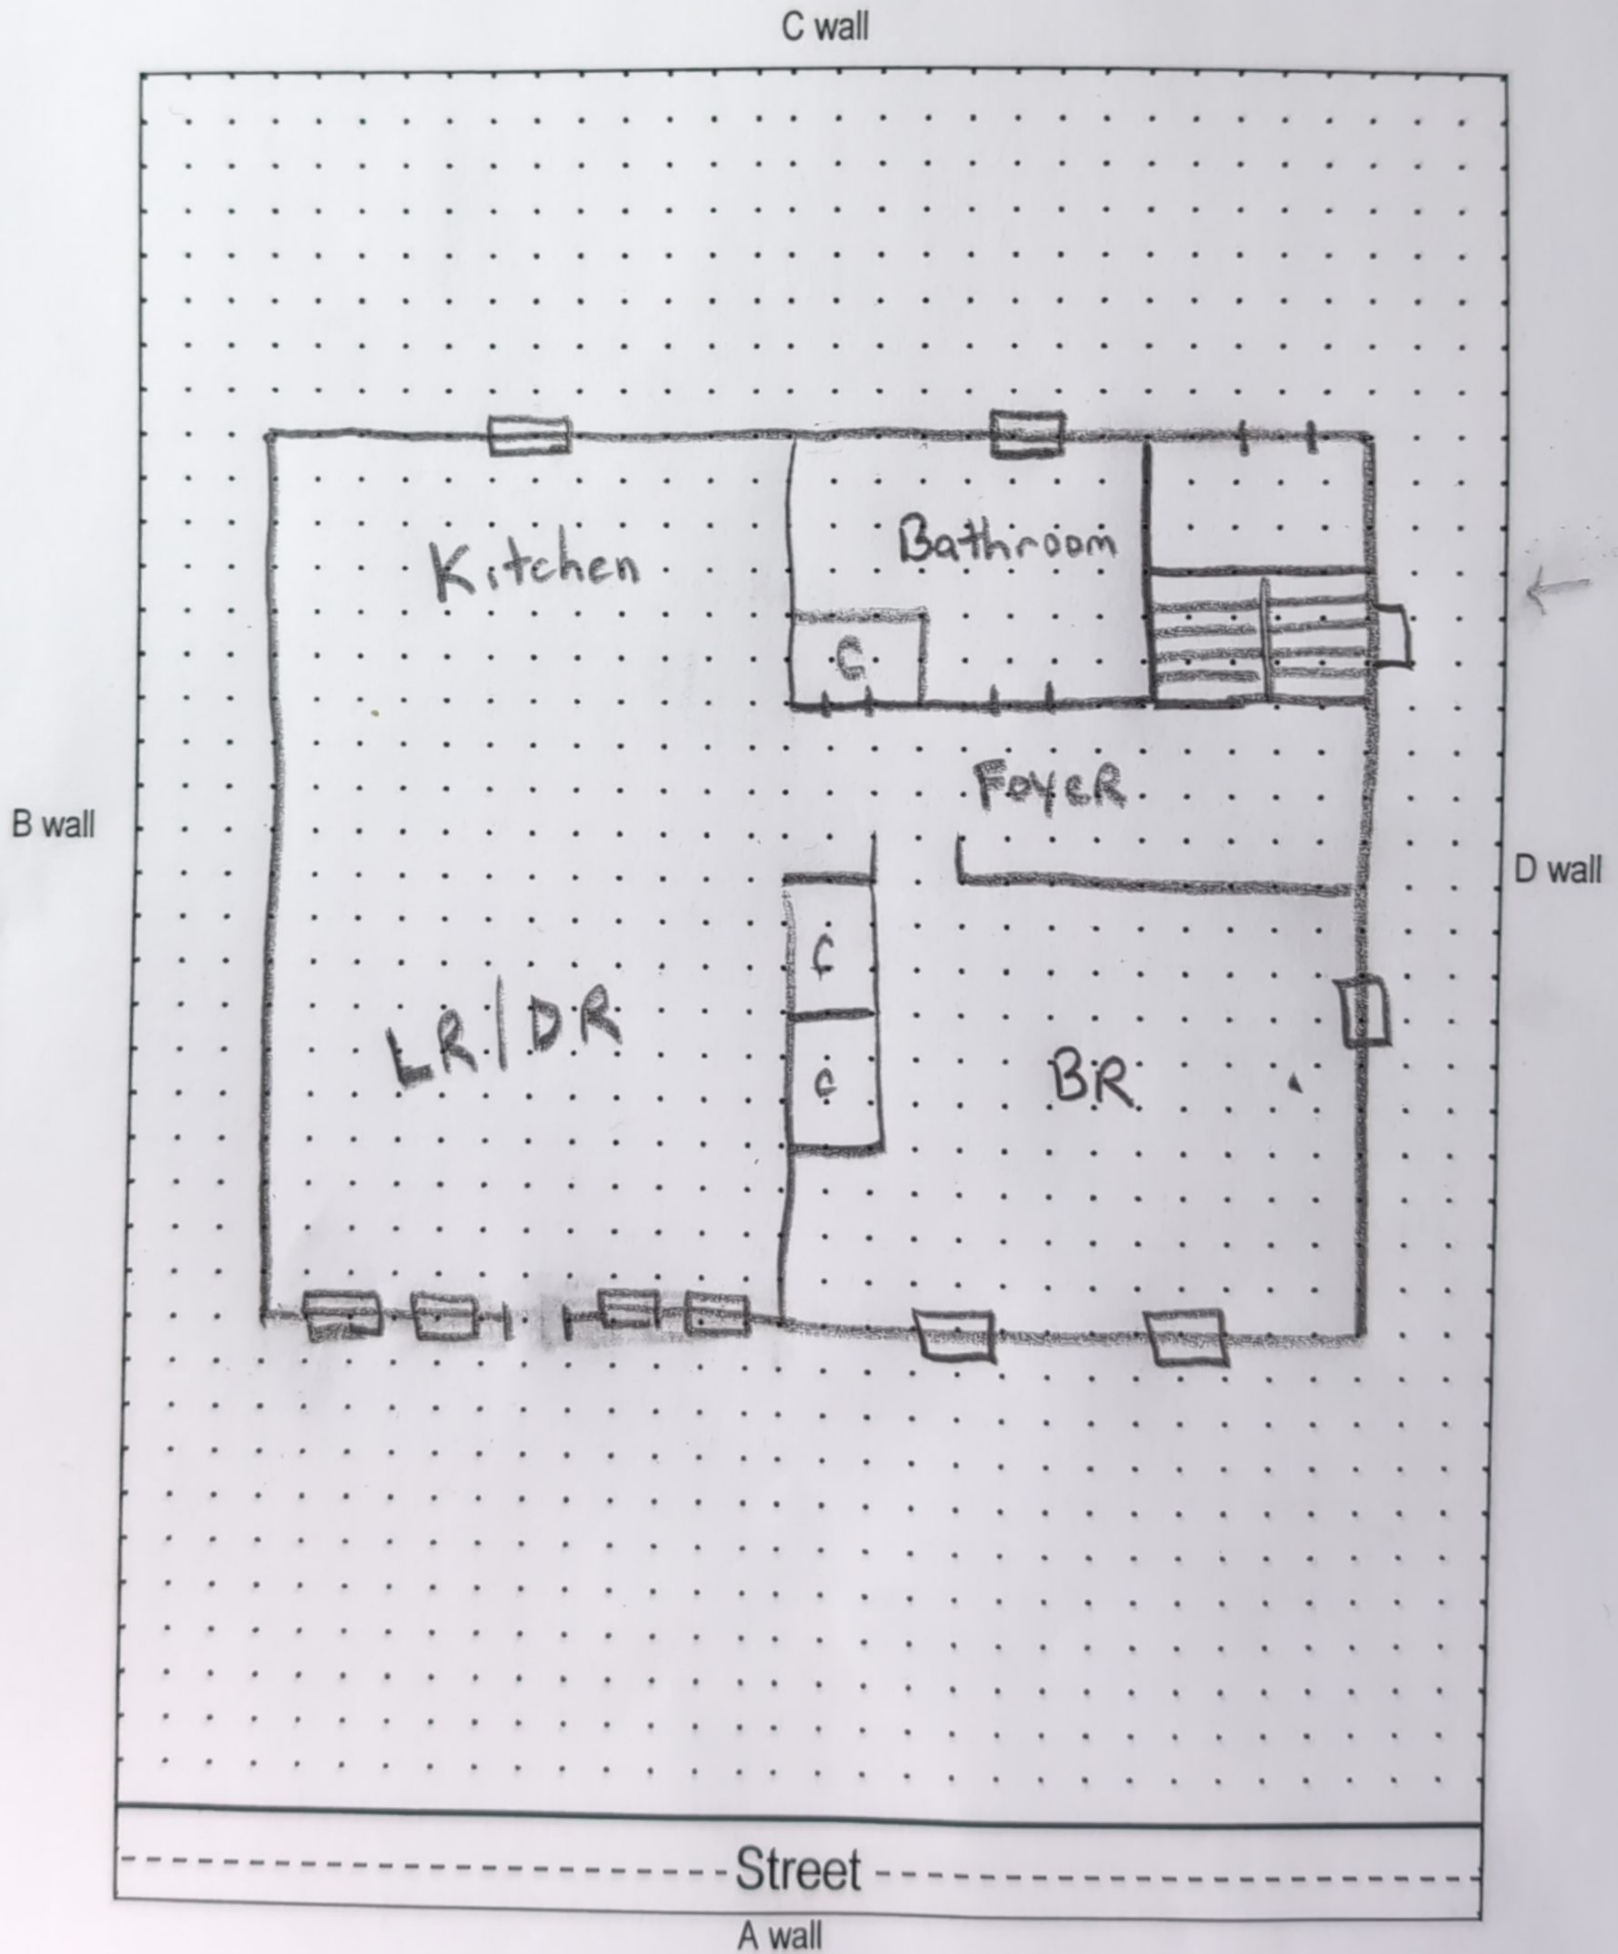 C wall
Kitchen
Bathroom
C
B wall
FoyeR
D wall
C
LR/DR
C
BR
Street
A wall